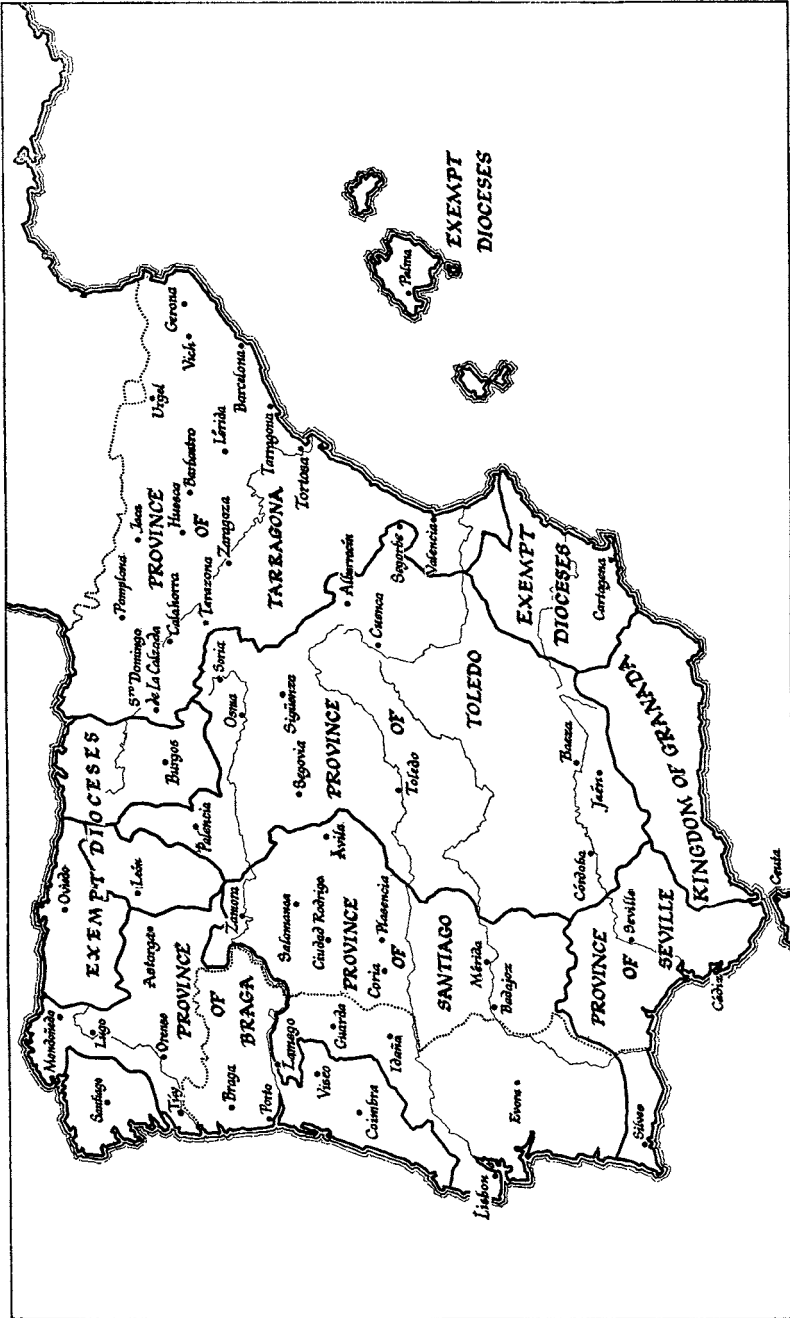 Mondoñedo
Oviedo
Santiago
Lugo
EXEMPT DIOCESES
León
Astorga
Orense
Tuy
PROVINCE
OF
BRAGA
Braga
Porto
Zamora
Palencia
Burgos
Sto Domingo
de La Calzada
Pamplona
Jaca
Calahorra
Huesca
Barbastro
Urgel
Vich
Gerona
PROVINCE
OF
TARRAGONA
Tarazona
Zaragoza
Lérida
Barcelona
Tarragona
Tortosa
Soria
Osma
Sigüenza
Segovia
Albarracín
Cuenca
Segorbe
Valencia
PROVINCE
OF
TOLEDO
Toledo
Lamego
Viseo
Guarda
Coimbra
Idaña
Salamanca
Ciudad Rodrigo
Avila
PROVINCE
OF
SANTIAGO
Plasencia
Coria
Mérida
Badajoz
Lisbon
Evora
Silves
PROVINCE
OF
SEVILLE
Seville
Cádiz
Ceuta
Córdoba
Baeza
Jaén
KINGDOM OF GRANADA
EXEMPT
DIOCESES
Cartagena
Palma
EXEMPT
DIOCESES